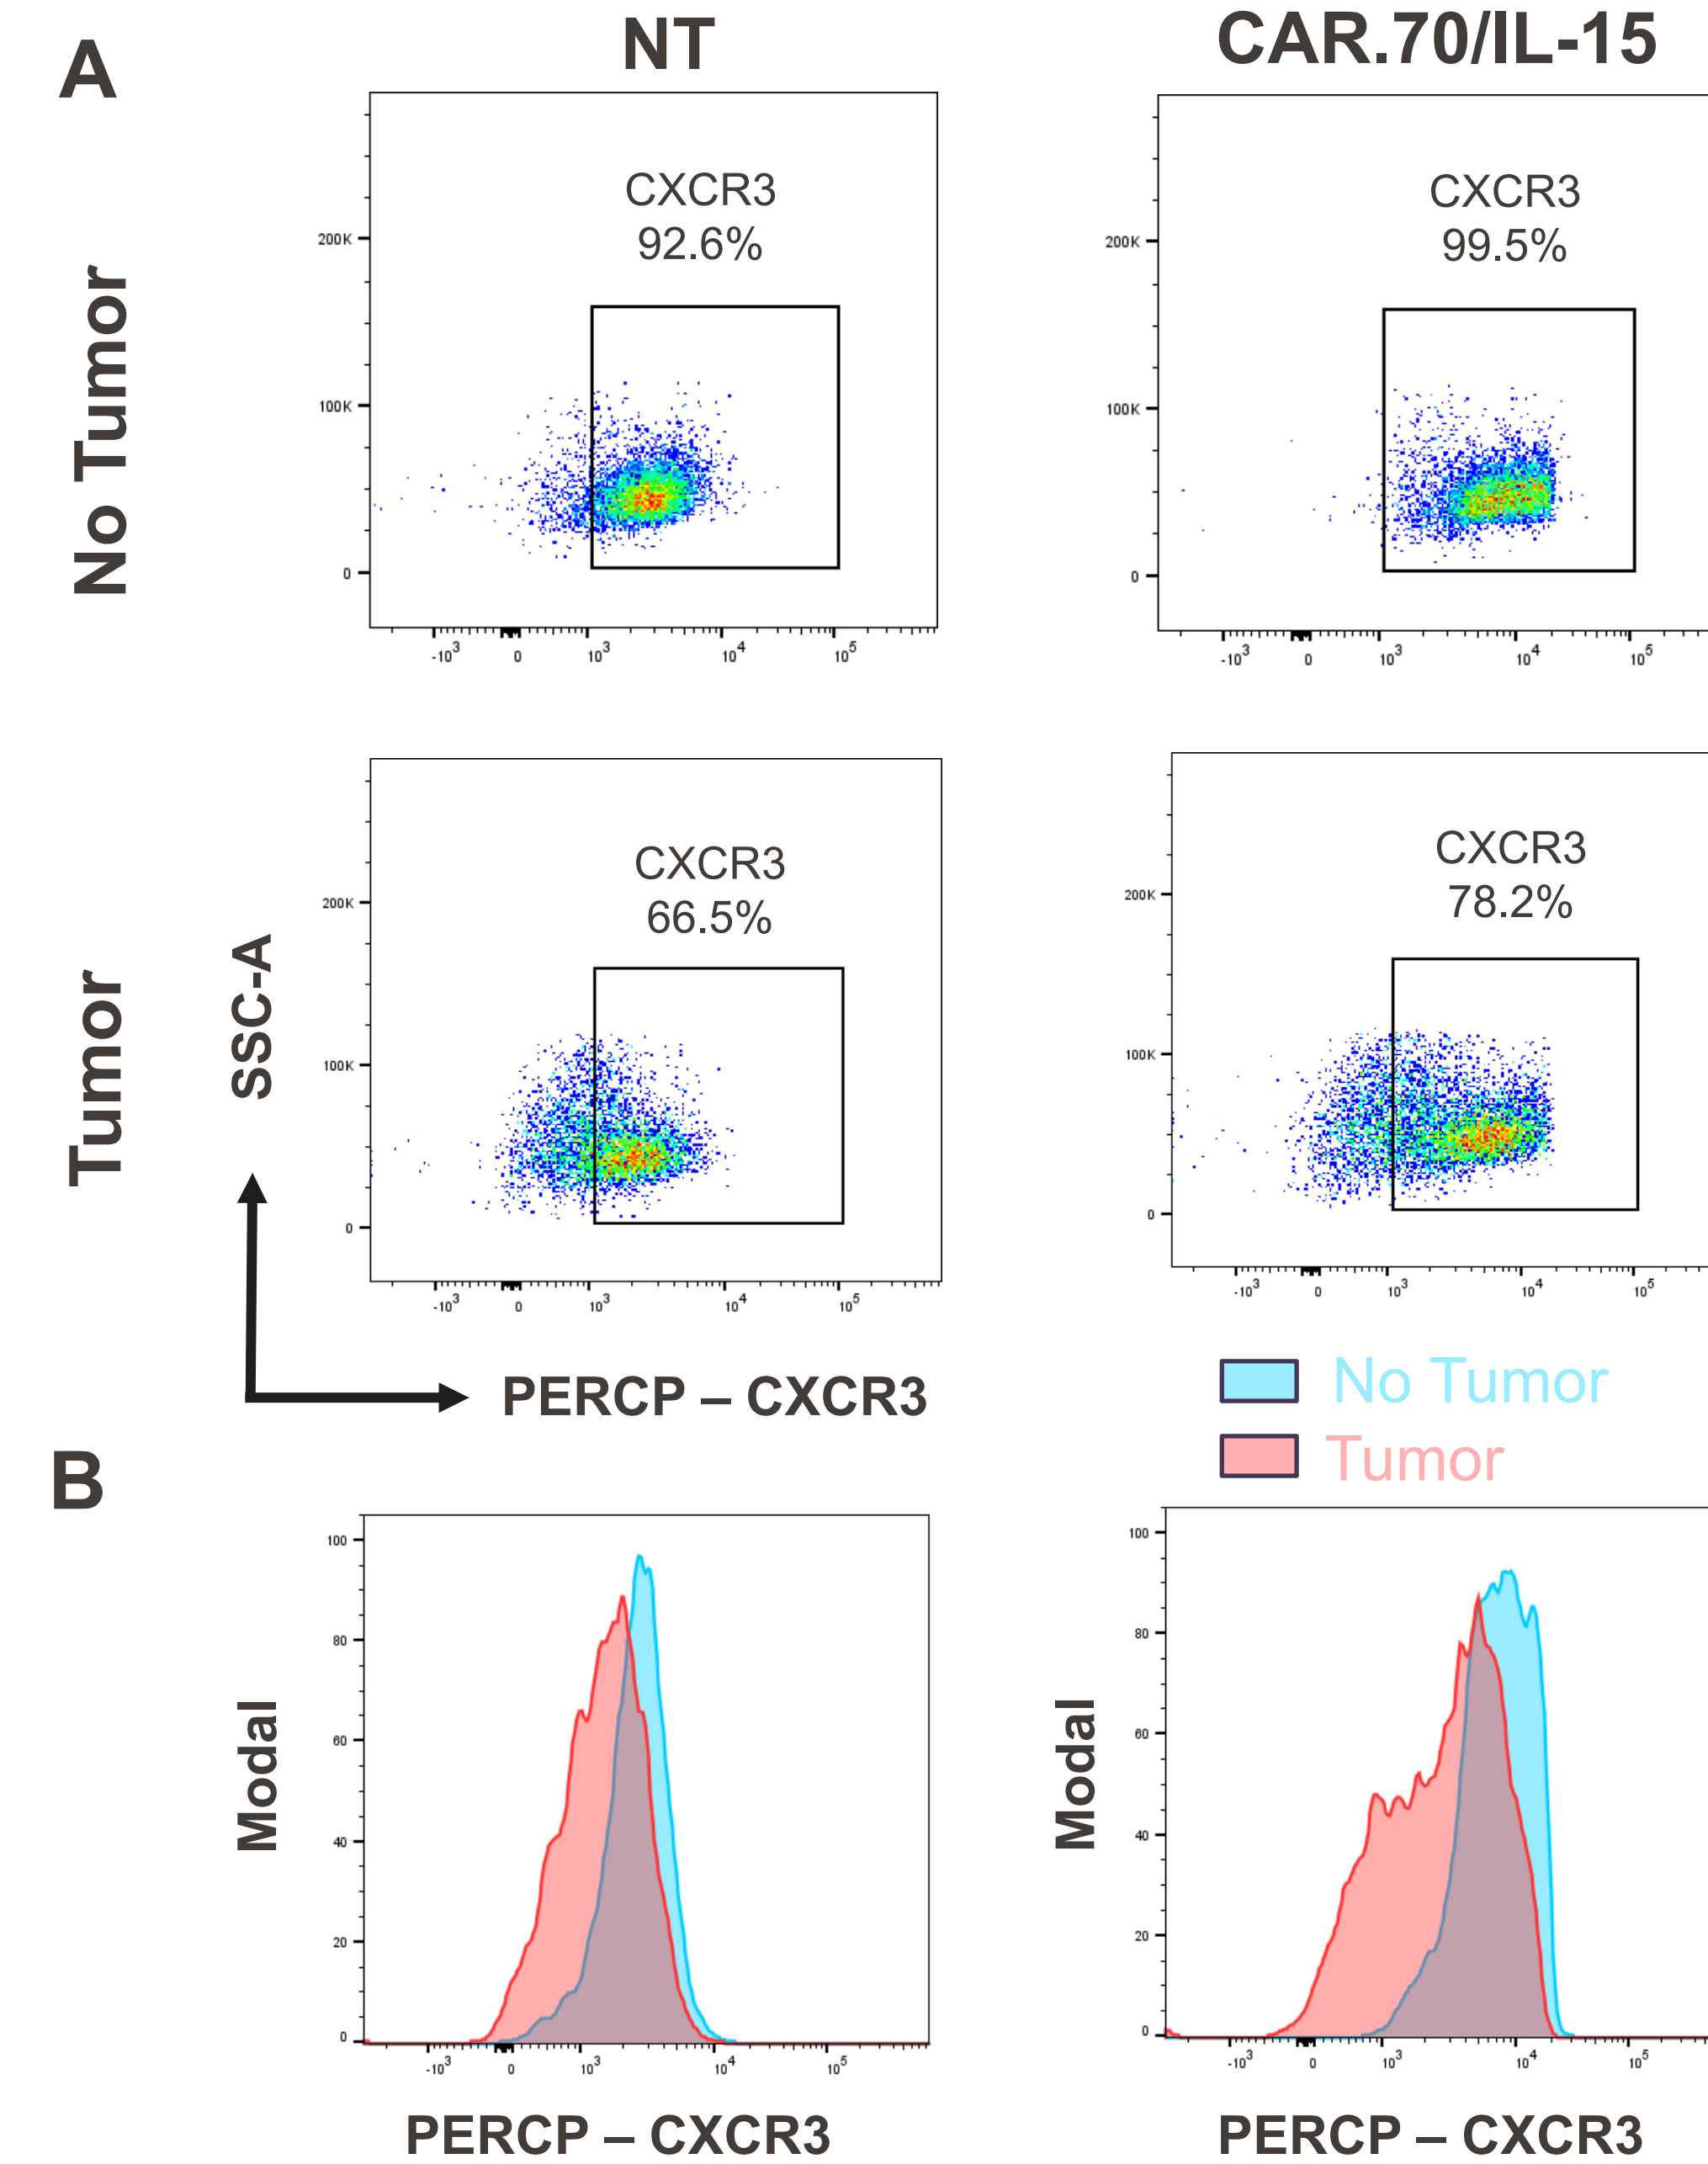 A
NT
CAR.70/IL-15
No Tumor
CXCR3
92.6%
200K
100K
0
-10³ 0 10³ 10⁴ 10⁵
CXCR3
99.5%
200K
100K
0
-10³ 0 10³ 10⁴ 10⁵
Tumor
SSC-A
CXCR3
66.5%
200K
100K
0
-10³ 0 10³ 10⁴ 10⁵
CXCR3
78.2%
200K
100K
0
-10³ 0 10³ 10⁴ 10⁵
PERCP – CXCR3
No Tumor
Tumor
B
Modal
100
80
60
40
20
0
-10³ 0 10³ 10⁴ 10⁵
PERCP – CXCR3
Modal
100
80
60
40
20
0
-10³ 0 10³ 10⁴ 10⁵
PERCP – CXCR3